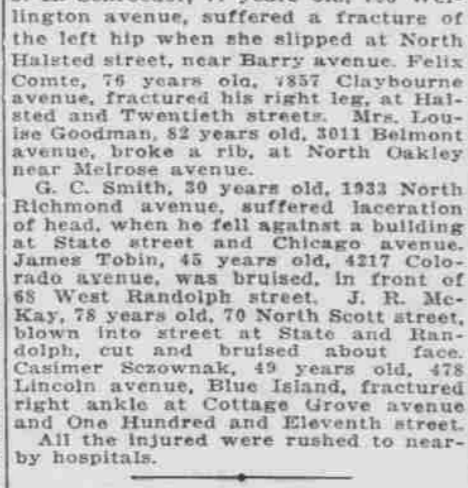 lington avenue, suffered a fracture of
the left hip when she slipped at North
Halsted street, near Barry avenue. Felix
Comte, 76 years old, 7857 Claybourne
avenue, fractured his right leg, at Hal-
sted and Twentieth streets. Mrs. Lou-
ise Goodman, 82 years old, 3011 Belmont
avenue, broke a rib, at North Oakley
near Melrose avenue.
G. C. Smith, 30 years old, 1933 North
Richmond avenue, suffered laceration
of head, when he fell against a building
at State street and Chicago avenue.
James Tobin, 45 years old, 4217 Colo-
rado avenue, was bruised, in front of
68 West Randolph street. J. R. Mc-
Kay, 78 years old, 70 North Scott street,
blown into street at State and Ran-
dolph, cut and bruised about face.
Casimer Sczownak, 49 years old, 478
Lincoln avenue, Blue Island, fractured
right ankle at Cottage Grove avenue
and One Hundred and Eleventh street.
All the injured were rushed to near-
by hospitals.